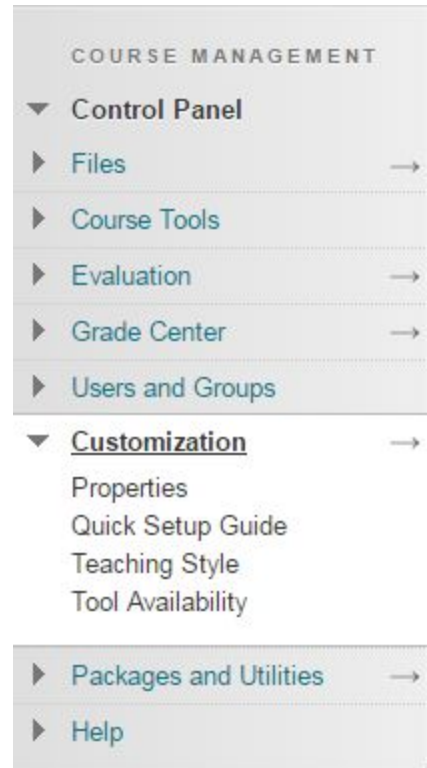 COURSE MANAGEMENT
Control Panel
Files
Course Tools
Evaluation
Grade Center
Users and Groups
Customization
Properties
Quick Setup Guide
Teaching Style
Tool Availability
Packages and Utilities
Help